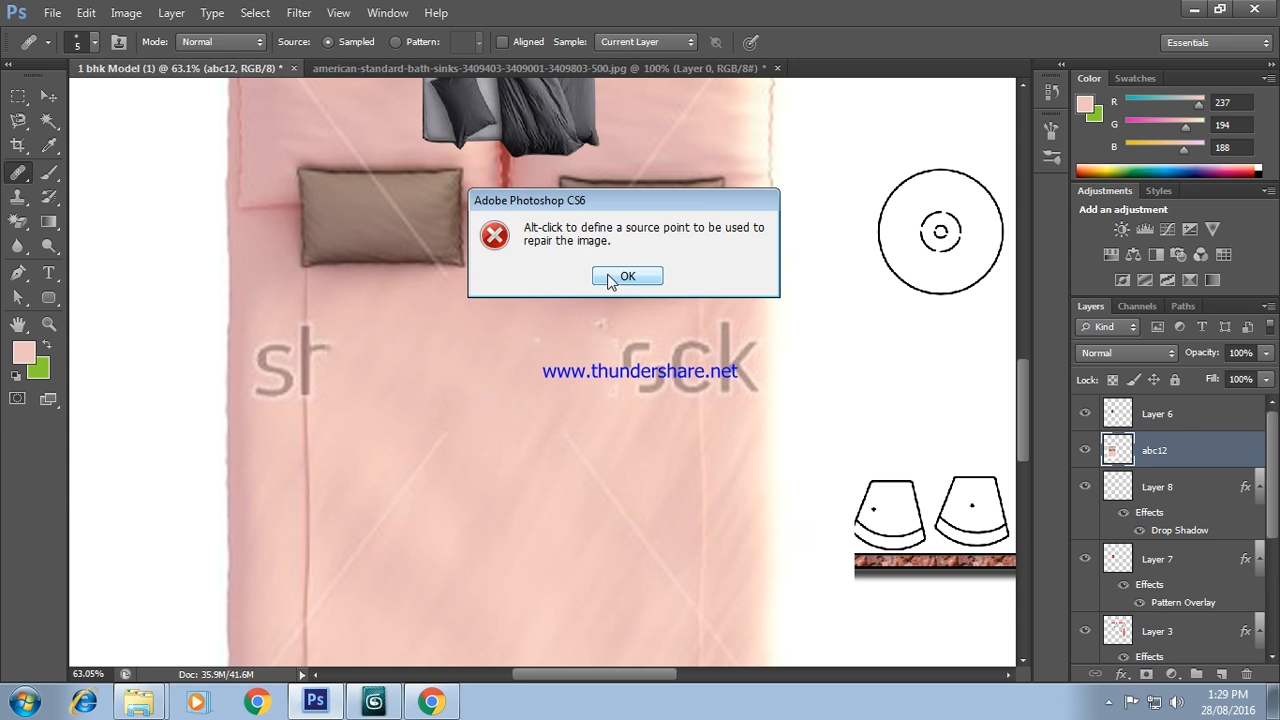 Ps File Edit Image Layer Type Select Filter View Window Help
5 Mode: Normal Source: Sampled Pattern: Aligned Sample: Current Layer Essentials
1 bhk Model (1) @ 63.1% (abc12, RGB/8) * × american-standard-bath-sinks-3409403-3409001-3409803-500.jpg @ 100% (Layer 0, RGB/8#) * ×
Color Swatches
R 237
G 194
B 188
Adjustments Styles
Add an adjustment
Adobe Photoshop CS6
Alt-click to define a source point to be used to
repair the image.
OK
sh ck
www.thundershare.net
Layers Channels Paths
Kind
Normal Opacity: 100%
Lock: Fill: 100%
Layer 6
abc12
Layer 8 fx
Effects
Drop Shadow
Layer 7 fx
Effects
Pattern Overlay
Layer 3 fx
Effects
63.05% Doc: 35.9M/41.6M
Ps
1:29 PM
28/08/2016